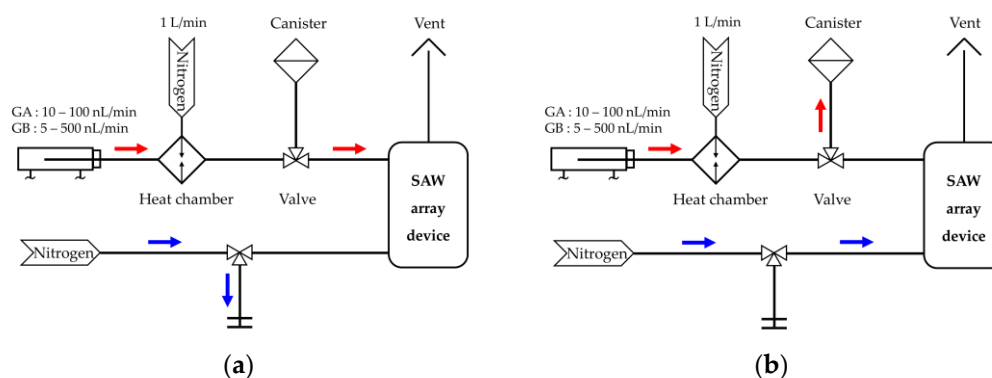 1 L/min
Canister
Vent
Nitrogen
GA : 10 – 100 nL/min
GB : 5 – 500 nL/min
Heat chamber
Valve
SAW
array
device
Nitrogen
(a)
1 L/min
Canister
Vent
Nitrogen
GA : 10 – 100 nL/min
GB : 5 – 500 nL/min
Heat chamber
Valve
SAW
array
device
Nitrogen
(b)